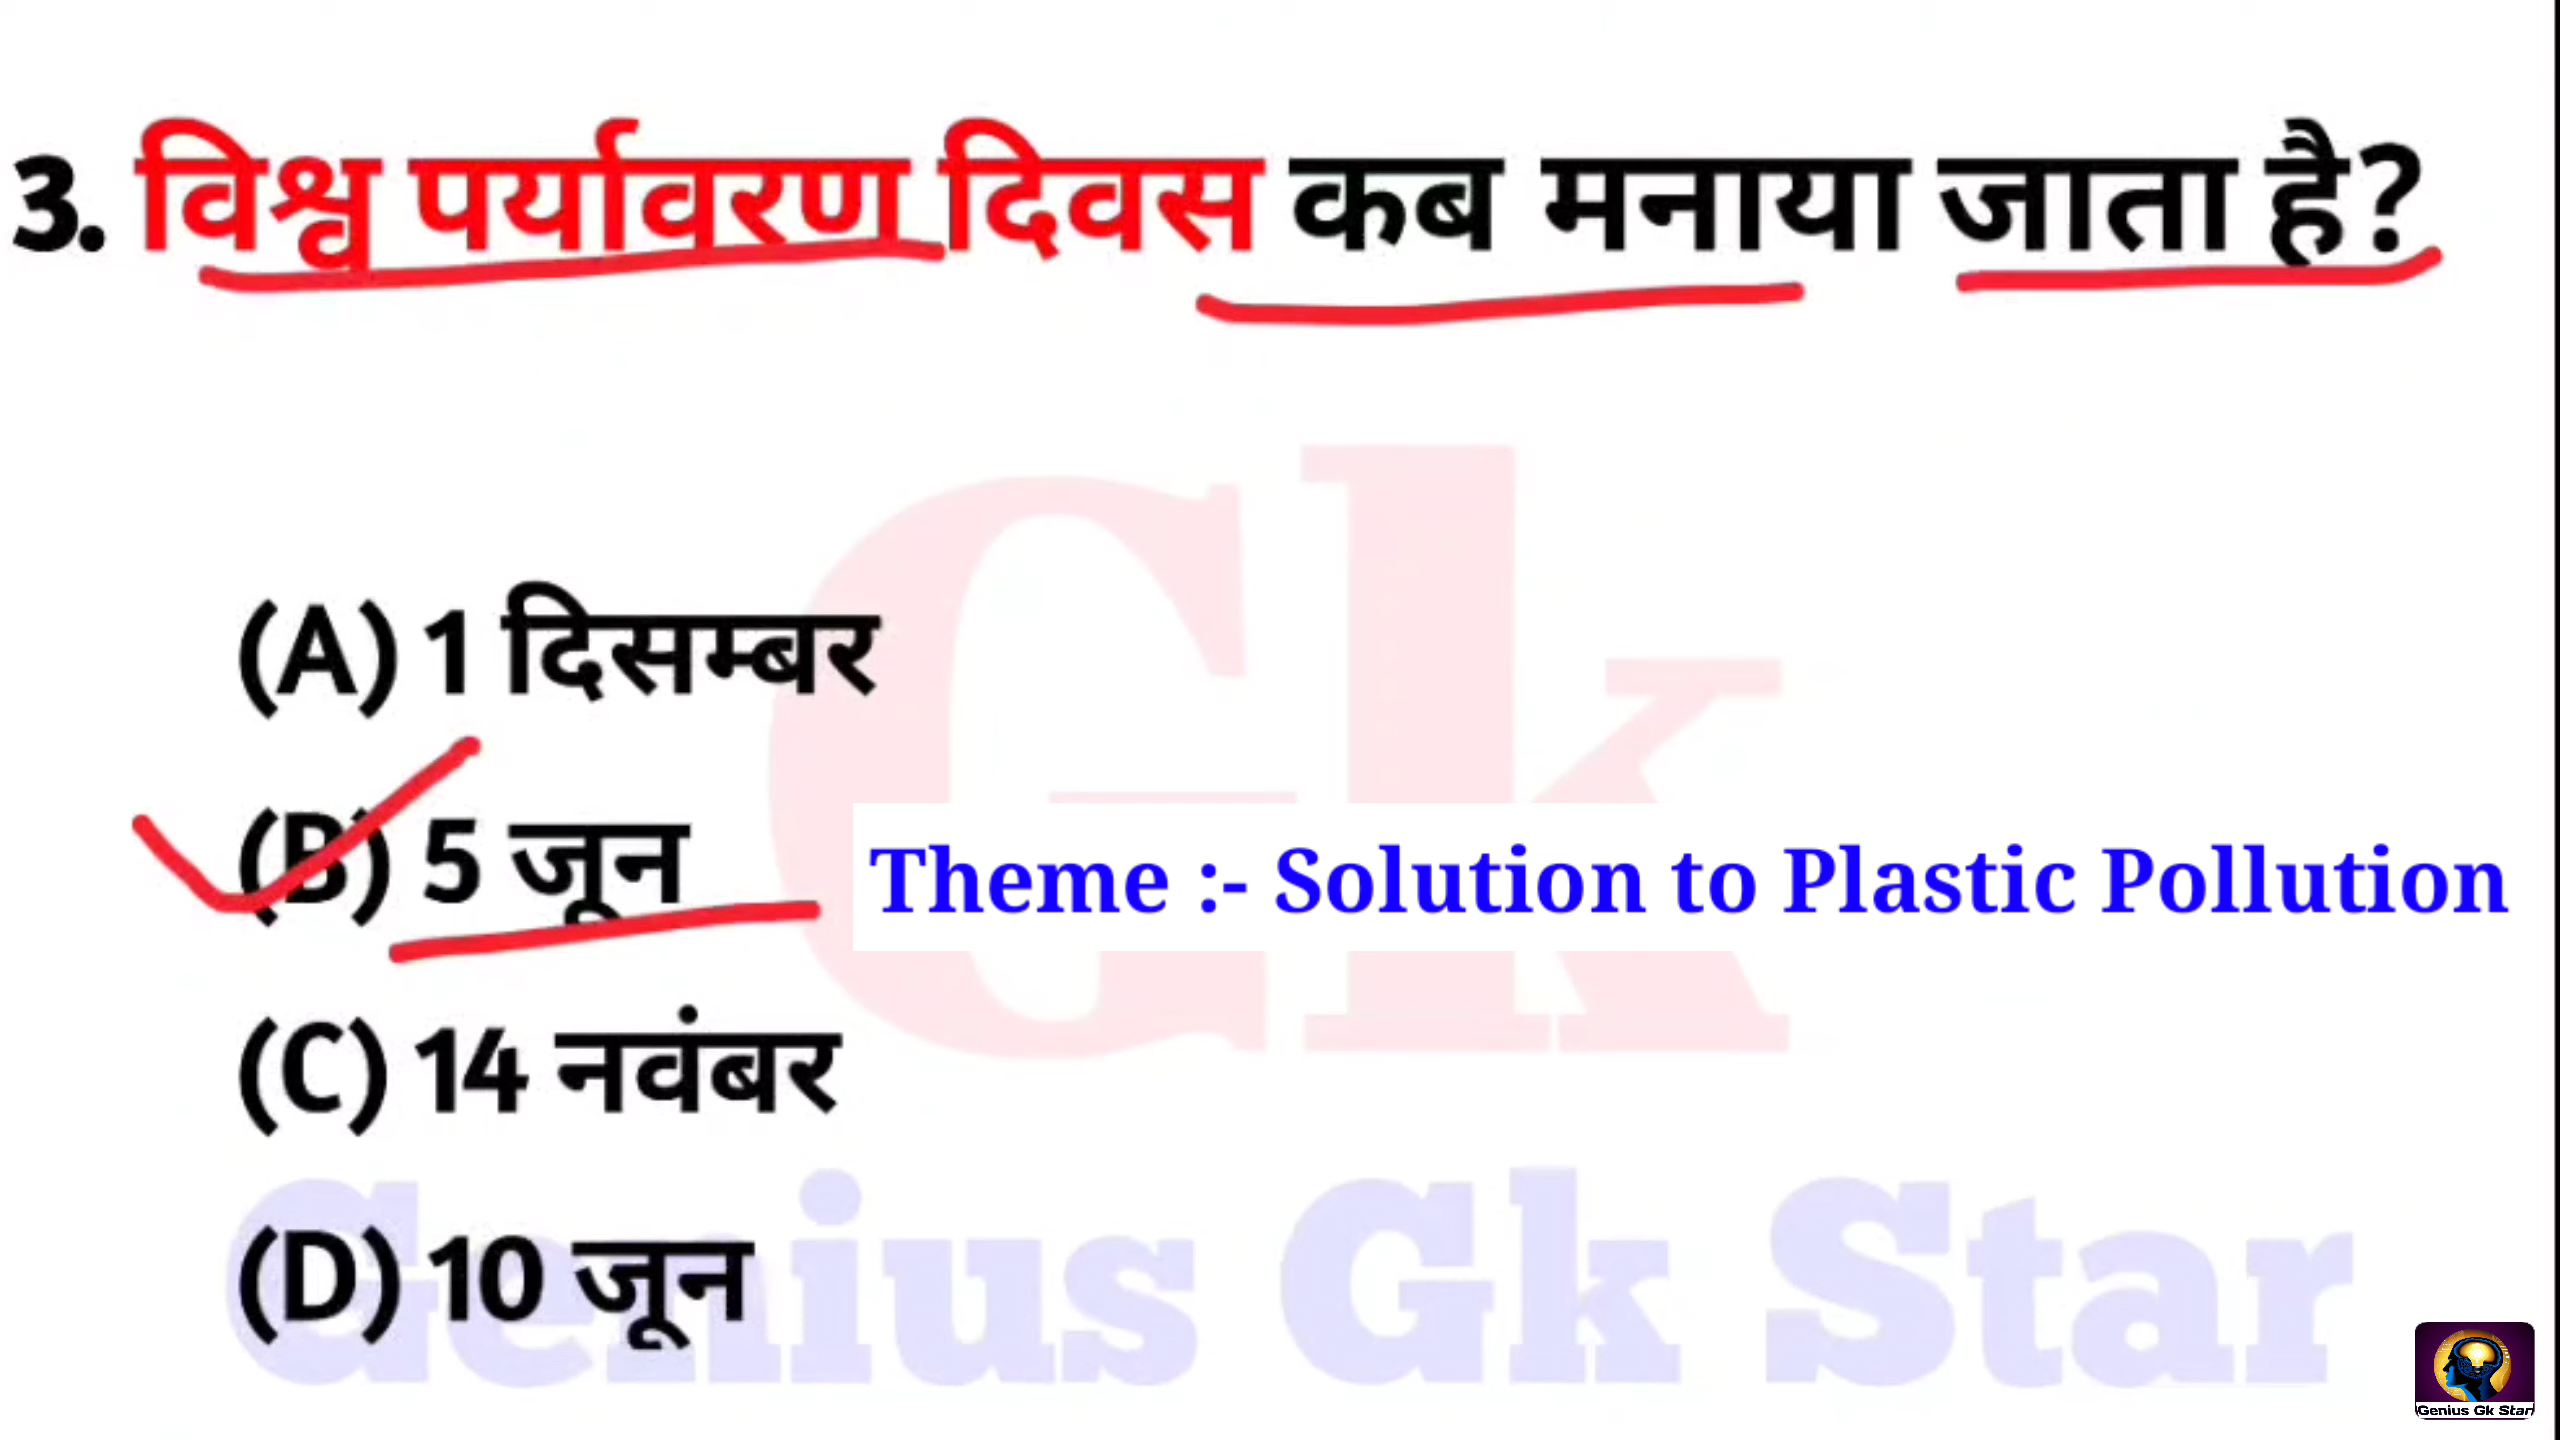 3. विश्व पर्यावरण दिवस कब मनाया जाता है?
(A) 1 दिसम्बर
(B) 5 जून
Theme :- Solution to Plastic Pollution
(C) 14 नवंबर
(D) 10 जून
Gk
Genius Gk Star
Genius Gk Star